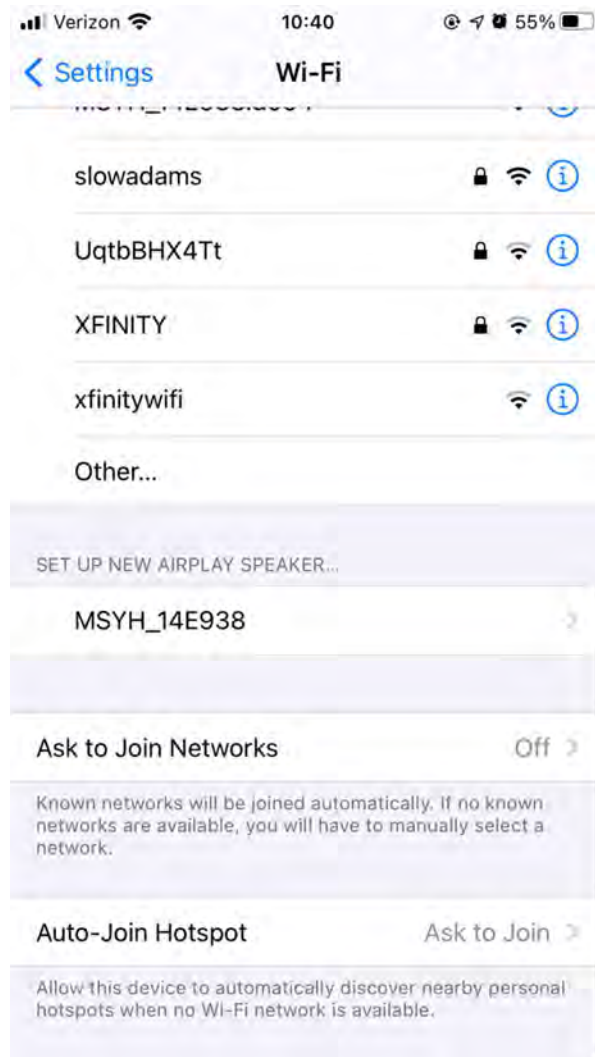 Verizon 10:40 55%
Settings Wi-Fi
slowadams
UqtbBHX4Tt
XFINITY
xfinitywifi
Other...
SET UP NEW AIRPLAY SPEAKER...
MSYH_14E938
Ask to Join Networks Off
Known networks will be joined automatically. If no known
networks are available, you will have to manually select a
network.
Auto-Join Hotspot Ask to Join
Allow this device to automatically discover nearby personal
hotspots when no Wi-Fi network is available.